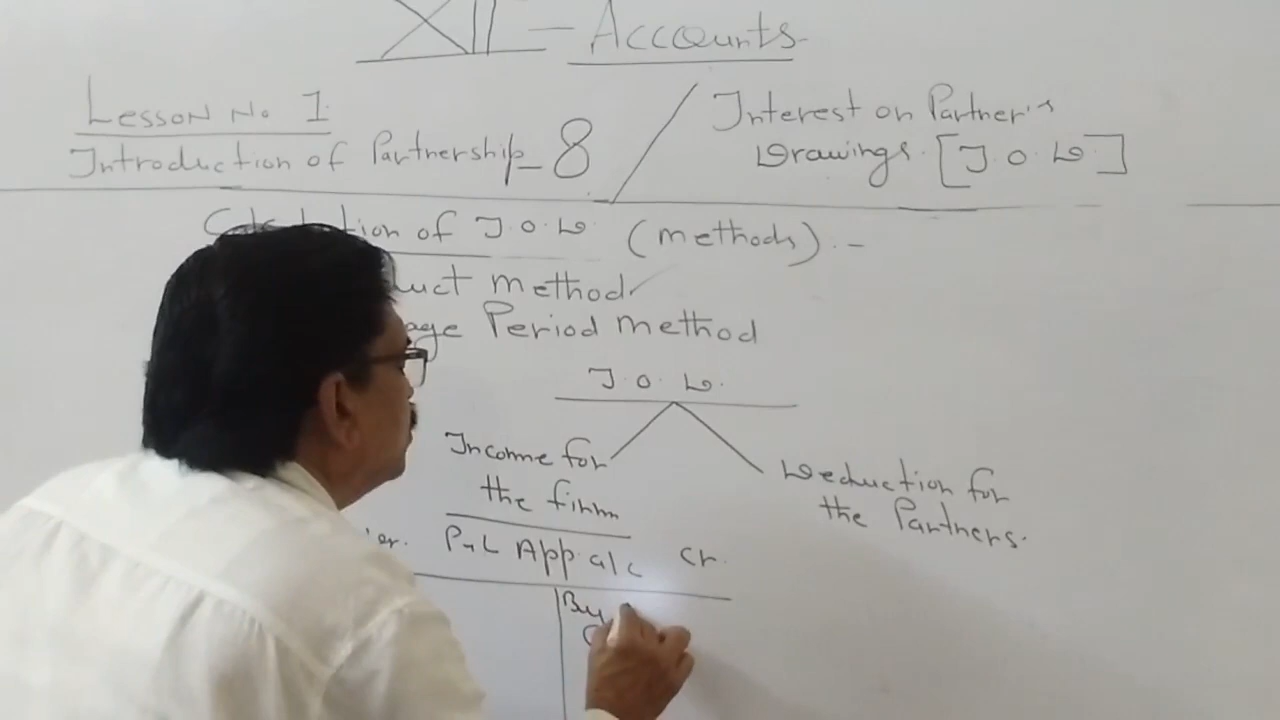 XII - Accounts
Lesson No. 1
Introduction of Partnership - 8
Interest on Partner's
Drawings [I.O.D.]
of I.O.D. (methods). -
method ✓
Period method
I.O.D.
Income for
the firm
Deduction for
the Partners.
P&L App. a/c Cr.
By